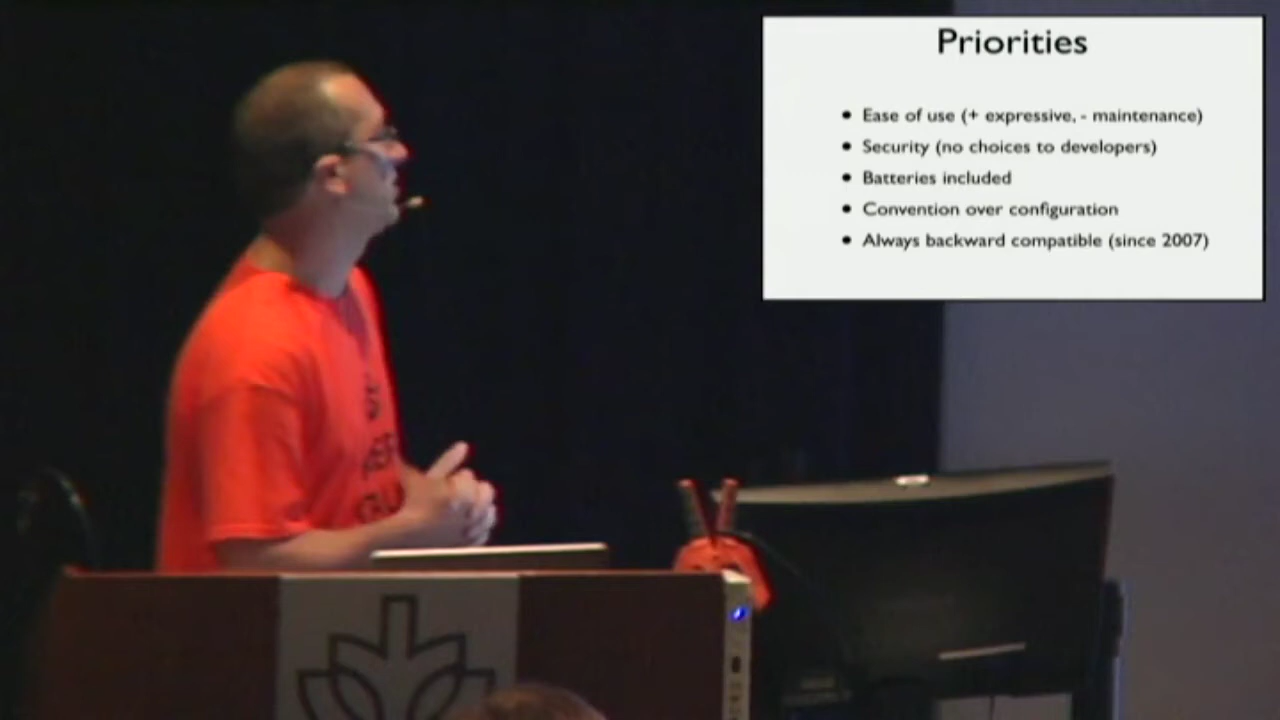 Priorities
• Ease of use (+ expressive, - maintenance)
• Security (no choices to developers)
• Batteries included
• Convention over configuration
• Always backward compatible (since 2007)